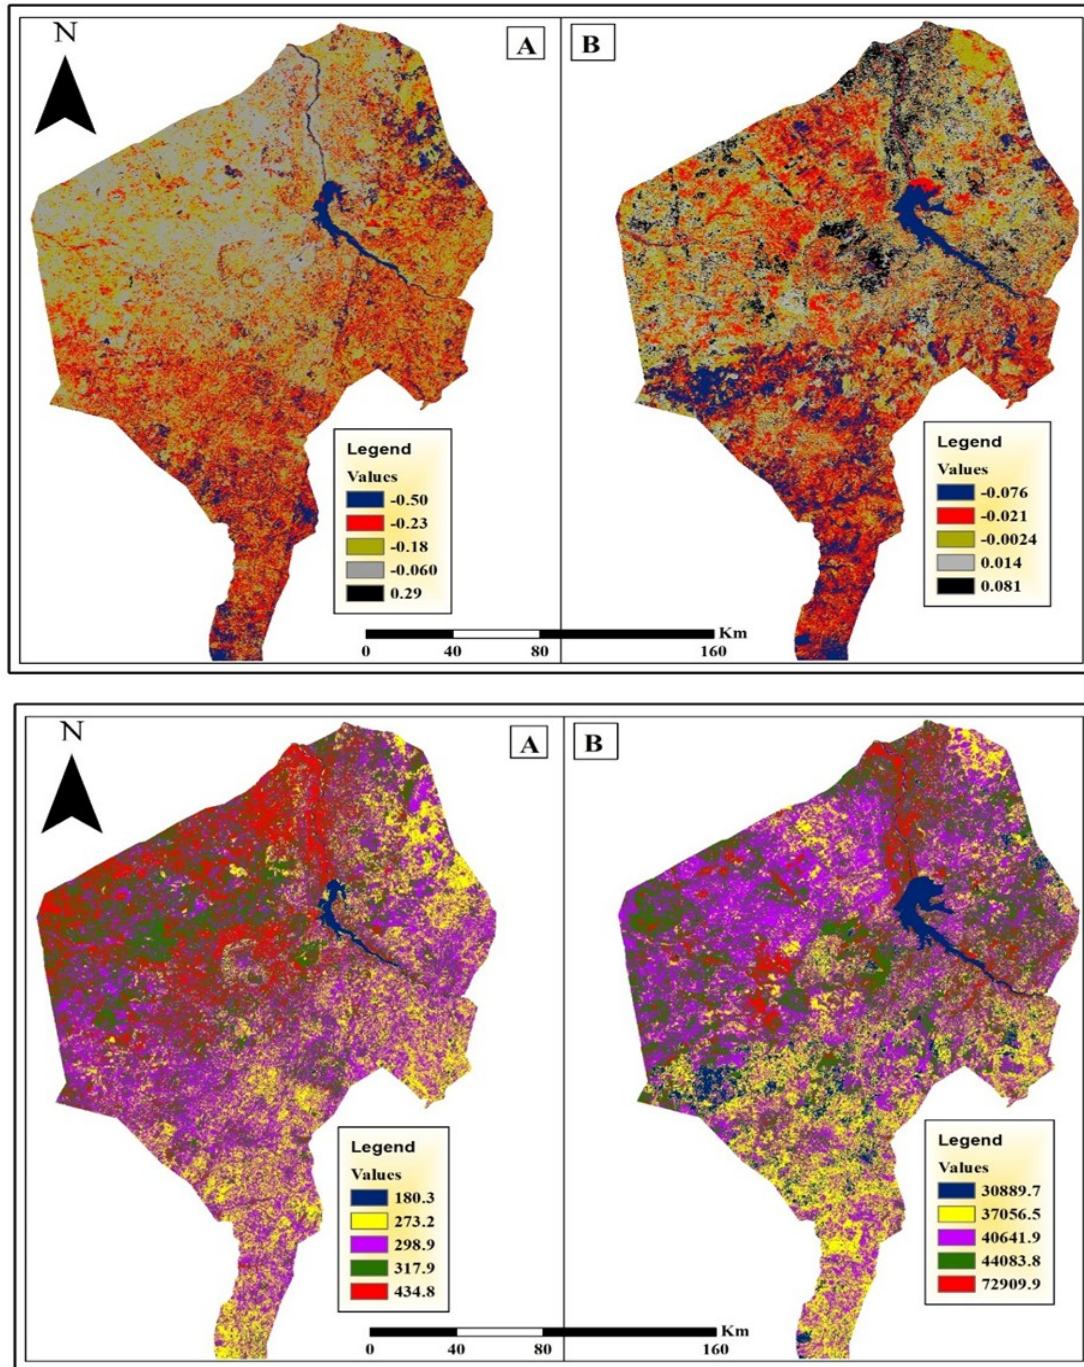 N
A
B
Legend
Values
-0.50
-0.23
-0.18
-0.060
0.29
Legend
Values
-0.076
-0.021
-0.0024
0.014
0.081
Km
0 40 80 160
N
A
B
Legend
Values
180.3
273.2
298.9
317.9
434.8
Legend
Values
30889.7
37056.5
40641.9
44083.8
72909.9
Km
0 40 80 160